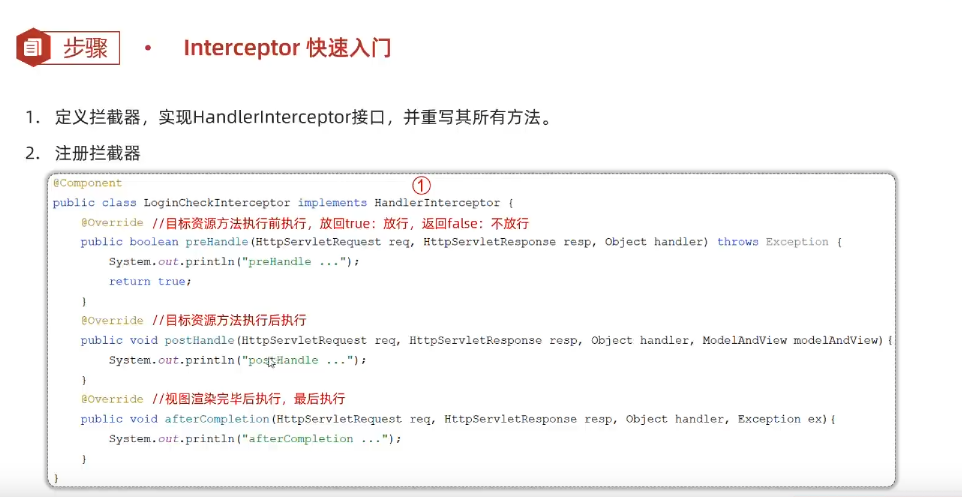 步骤 • Interceptor 快速入门
1. 定义拦截器，实现HandlerInterceptor接口，并重写其所有方法。
2. 注册拦截器
①
@Component
public class LoginCheckInterceptor implements HandlerInterceptor {
@Override //目标资源方法执行前执行，放回true：放行，返回false：不放行
public boolean preHandle(HttpServletRequest req, HttpServletResponse resp, Object handler) throws Exception {
System.out.println("preHandle ...");
return true;
}
@Override //目标资源方法执行后执行
public void postHandle(HttpServletRequest req, HttpServletResponse resp, Object handler, ModelAndView modelAndView){
System.out.println("postHandle ...");
}
@Override //视图渲染完毕后执行，最后执行
public void afterCompletion(HttpServletRequest req, HttpServletResponse resp, Object handler, Exception ex){
System.out.println("afterCompletion ...");
}
}